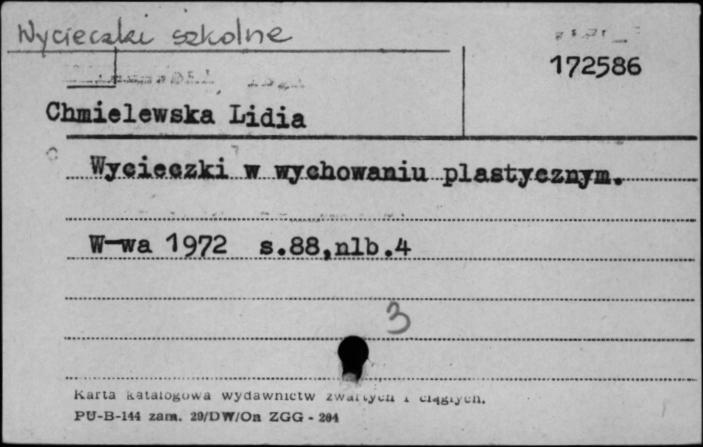 Wycieczki szkolne
172586
Chmielewska Lidia
Wycieczki w wychowaniu plastycznym.
W-wa 1972 s.88,nlb.4
3
Karta katalogowa wydawnictw zwartych i ciągłych.
PU-B-144 zam. 29/DW/On ZGG - 204